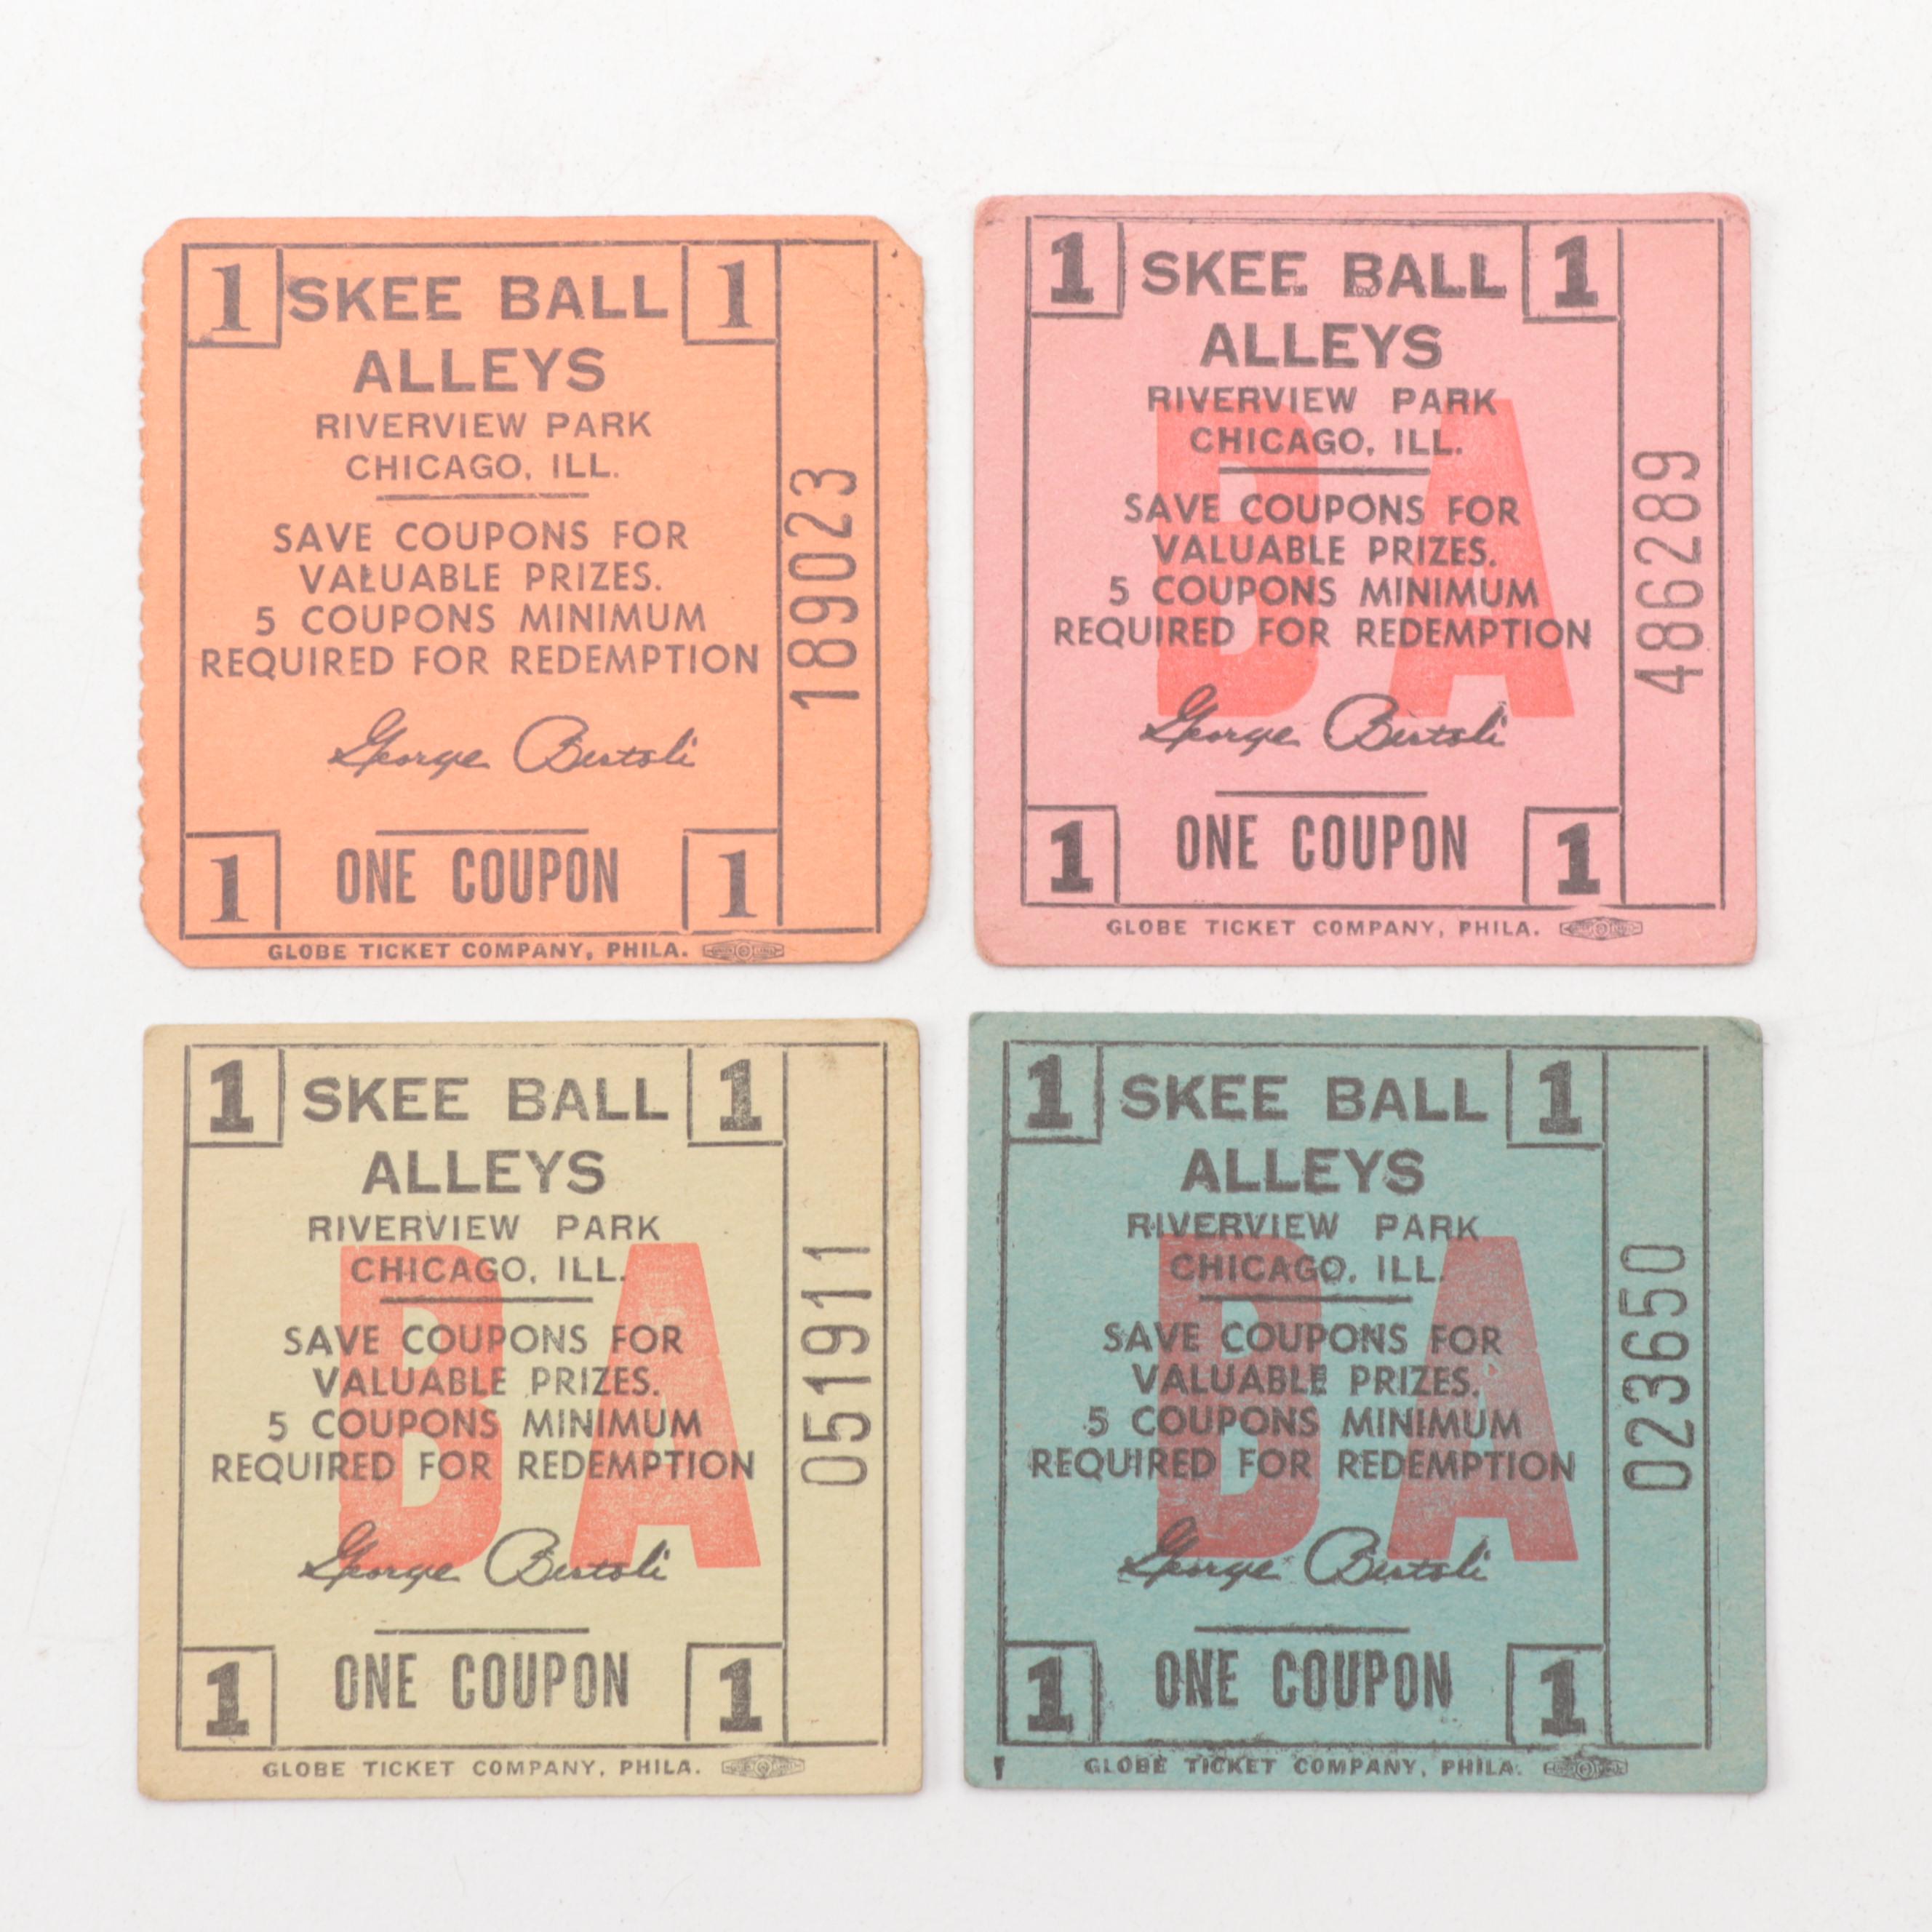 1 SKEE BALL 1
ALLEYS
RIVERVIEW PARK
CHICAGO, ILL.
SAVE COUPONS FOR
VALUABLE PRIZES.
5 COUPONS MINIMUM
REQUIRED FOR REDEMPTION
George Bertoli
1 ONE COUPON 1
GLOBE TICKET COMPANY, PHILA.
189023
1 SKEE BALL 1
ALLEYS
RIVERVIEW PARK
CHICAGO, ILL.
SAVE COUPONS FOR
VALUABLE PRIZES.
5 COUPONS MINIMUM
REQUIRED FOR REDEMPTION
George Bertoli
1 ONE COUPON 1
GLOBE TICKET COMPANY, PHILA.
486289
BA
1 SKEE BALL 1
ALLEYS
RIVERVIEW PARK
CHICAGO, ILL.
SAVE COUPONS FOR
VALUABLE PRIZES.
5 COUPONS MINIMUM
REQUIRED FOR REDEMPTION
George Bertoli
1 ONE COUPON 1
GLOBE TICKET COMPANY, PHILA.
051911
BA
1 SKEE BALL 1
ALLEYS
RIVERVIEW PARK
CHICAGO, ILL.
SAVE COUPONS FOR
VALUABLE PRIZES.
5 COUPONS MINIMUM
REQUIRED FOR REDEMPTION
George Bertoli
1 ONE COUPON 1
GLOBE TICKET COMPANY, PHILA.
023650
BA